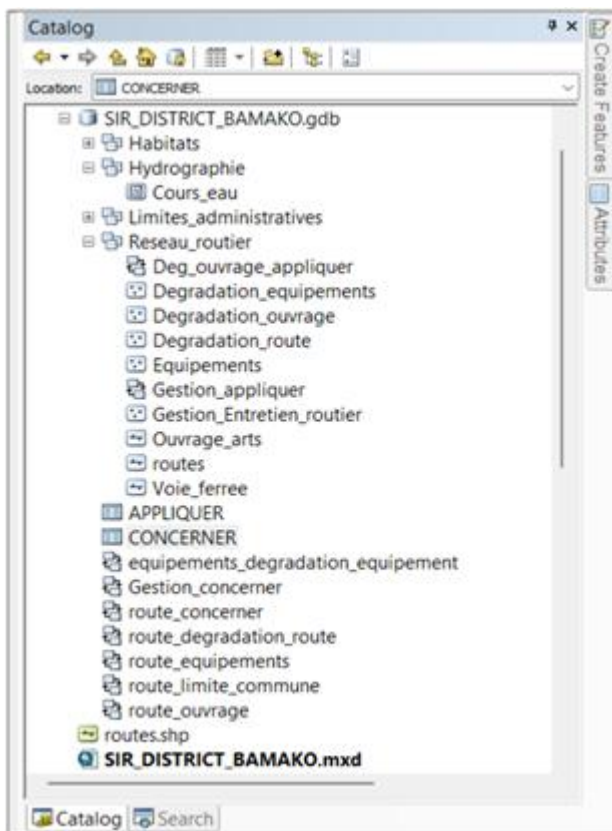 Catalog
Location: CONCERNER
SIR_DISTRICT_BAMAKO.gdb
Habitats
Hydrographie
Cours_eau
Limites_administratives
Reseau_routier
Deg_ouvrage_appliquer
Degradation_equipements
Degradation_ouvrage
Degradation_route
Equipements
Gestion_appliquer
Gestion_Entretien_routier
Ouvrage_arts
routes
Voie_ferree
APPLIQUER
CONCERNER
equipements_degradation_equipement
Gestion_concerner
route_concerner
route_degradation_route
route_equipements
route_limite_commune
route_ouvrage
routes.shp
SIR_DISTRICT_BAMAKO.mxd
Catalog Search
Create Features
Attributes